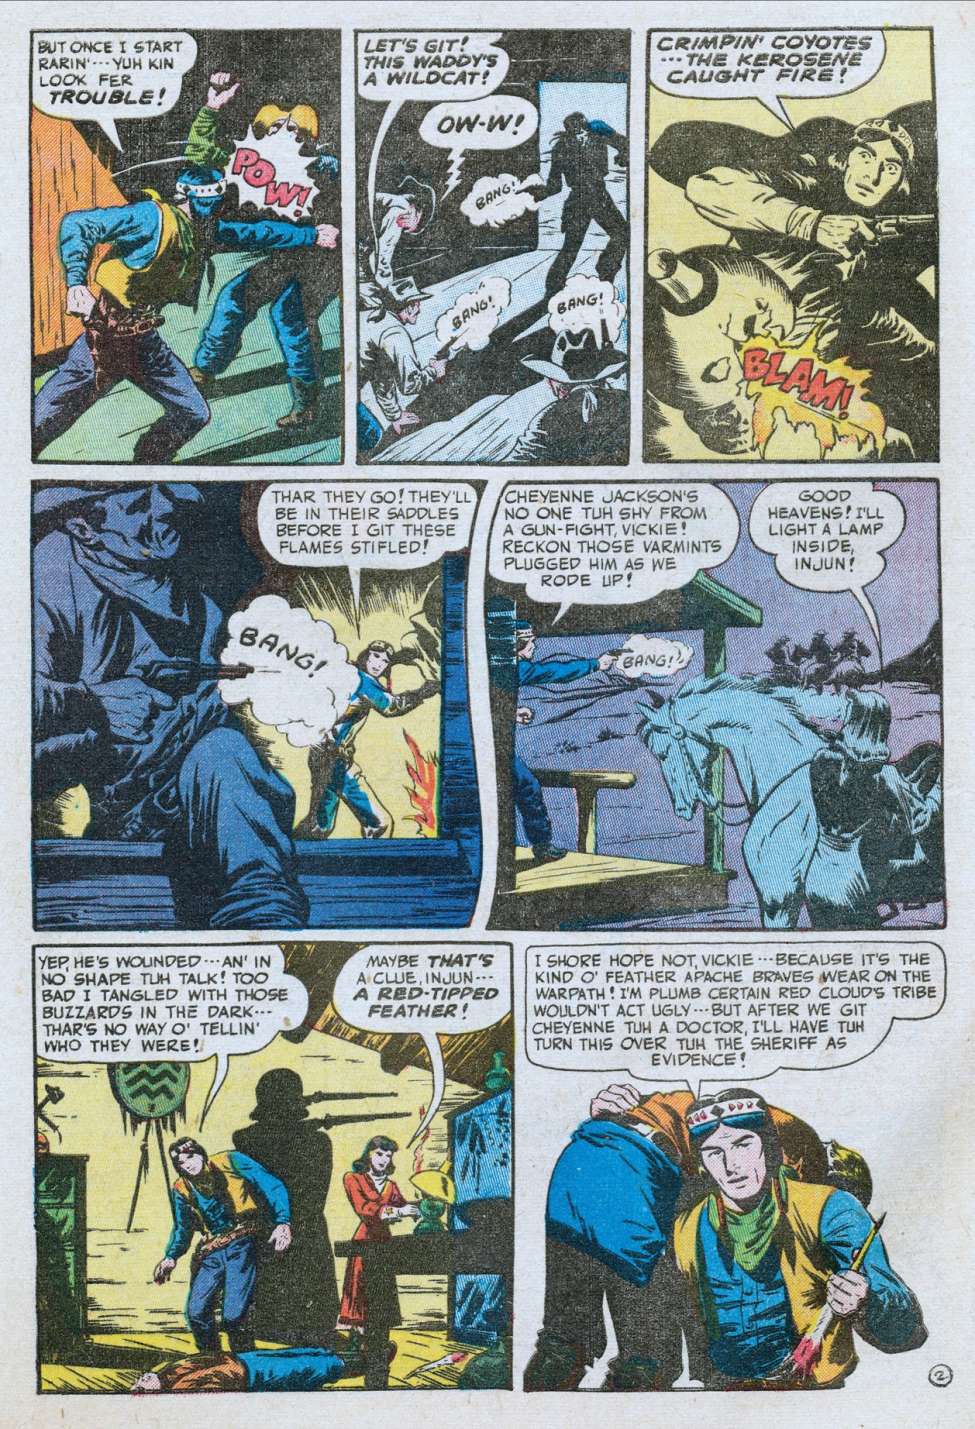 BUT ONCE I START
RARIN'--- YUH KIN
LOOK FER
TROUBLE!
POW!
LET'S GIT!
THIS WADDY'S
A WILDCAT!
OW-W!
BANG!
BANG!
BANG!
CRIMPIN' COYOTES
---THE KEROSENE
CAUGHT FIRE!
BLAM!
THAR THEY GO! THEY'LL
BE IN THEIR SADDLES
BEFORE I GIT THESE
FLAMES STIFLED!
BANG!
CHEYENNE JACKSON'S
NO ONE TUH SHY FROM
A GUN-FIGHT, VICKIE!
RECKON THOSE VARMINTS
PLUGGED HIM AS WE
RODE UP!
BANG!
GOOD
HEAVENS! I'LL
LIGHT A LAMP
INSIDE,
INJUN!
YEP, HE'S WOUNDED---AN' IN
NO SHAPE TUH TALK! TOO
BAD I TANGLED WITH THOSE
BUZZARDS IN THE DARK---
THAR'S NO WAY O' TELLIN'
WHO THEY WERE!
MAYBE THAT'S
A CLUE, INJUN---
A RED-TIPPED
FEATHER!
I SHORE HOPE NOT, VICKIE---BECAUSE IT'S THE
KIND O' FEATHER APACHE BRAVES WEAR ON THE
WARPATH! I'M PLUMB CERTAIN RED CLOUD'S TRIBE
WOULDN'T ACT UGLY---BUT AFTER WE GIT
CHEYENNE TUH A DOCTOR, I'LL HAVE TUH
TURN THIS OVER TUH THE SHERIFF AS
EVIDENCE!
2